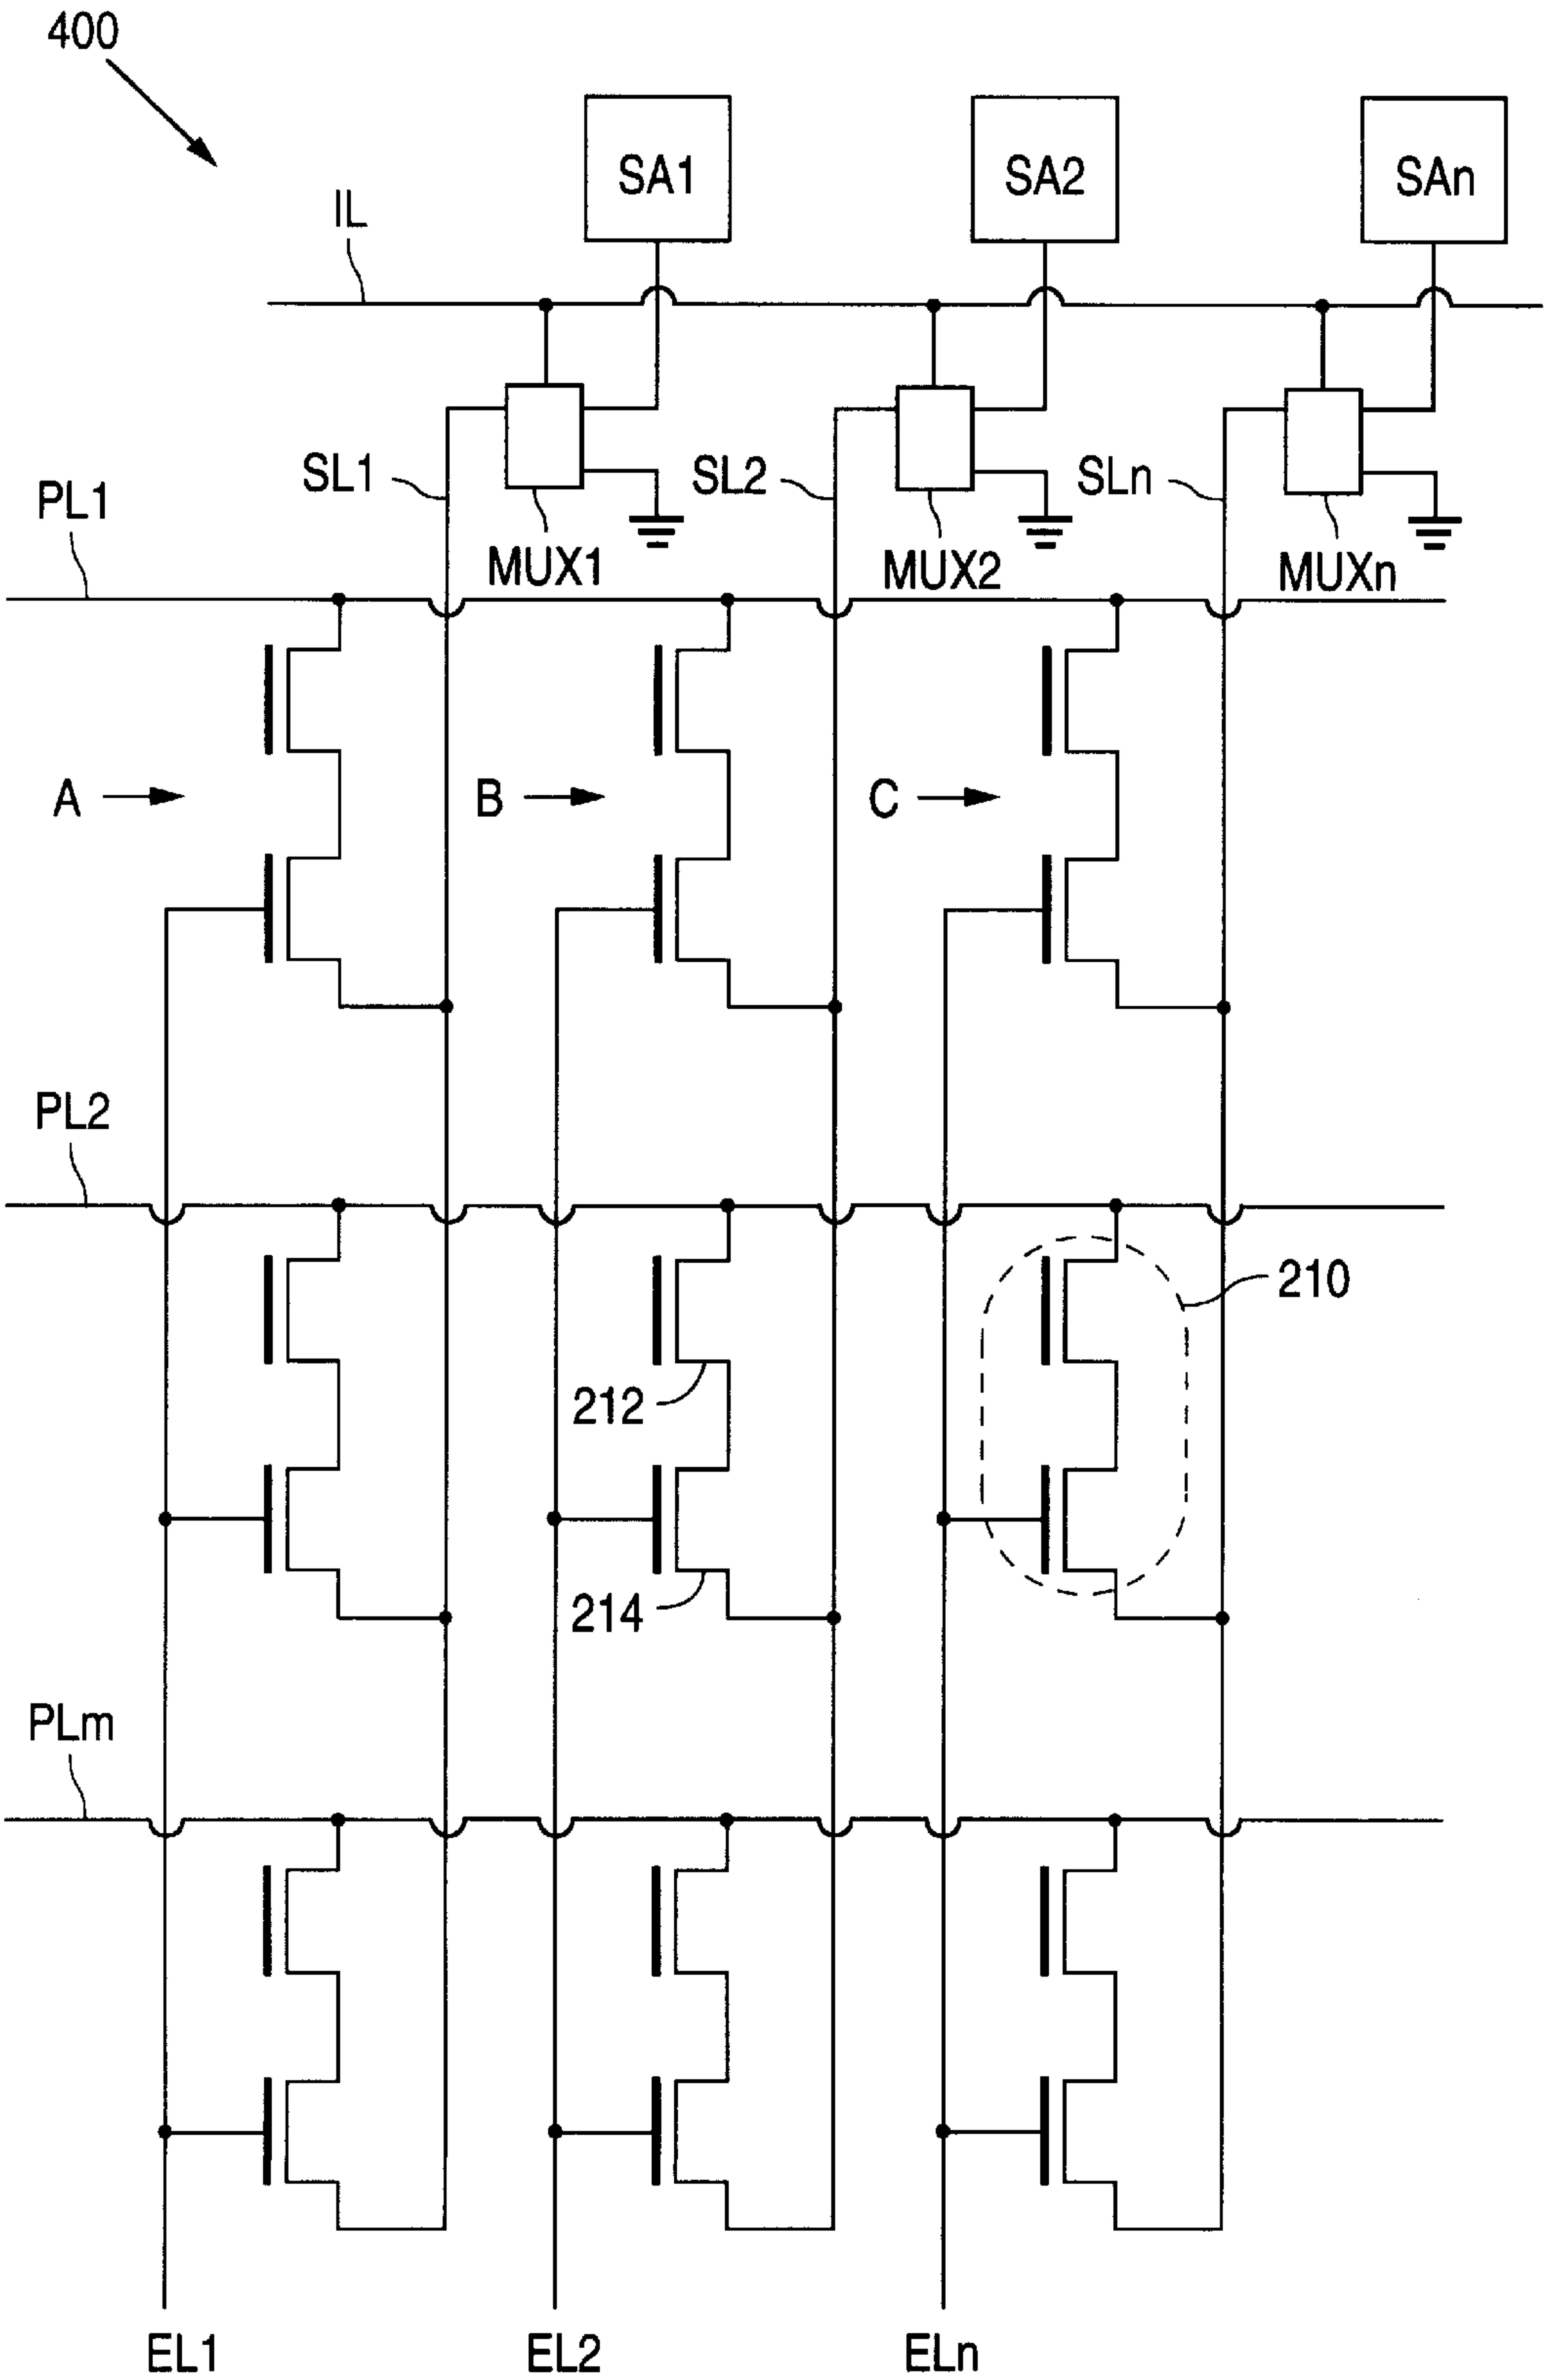 400
SA1
SA2
SAn
IL
SL1
SL2
SLn
PL1
MUX1
MUX2
MUXn
A
B
C
PL2
210
212
214
PLm
EL1
EL2
ELn